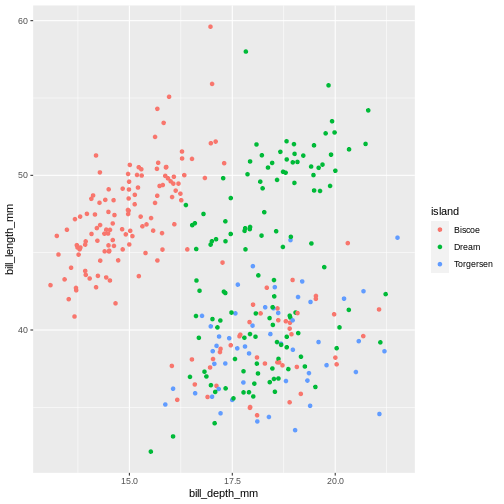 60
50
40
bill_length_mm
15.0
17.5
20.0
bill_depth_mm
island
Biscoe
Dream
Torgersen